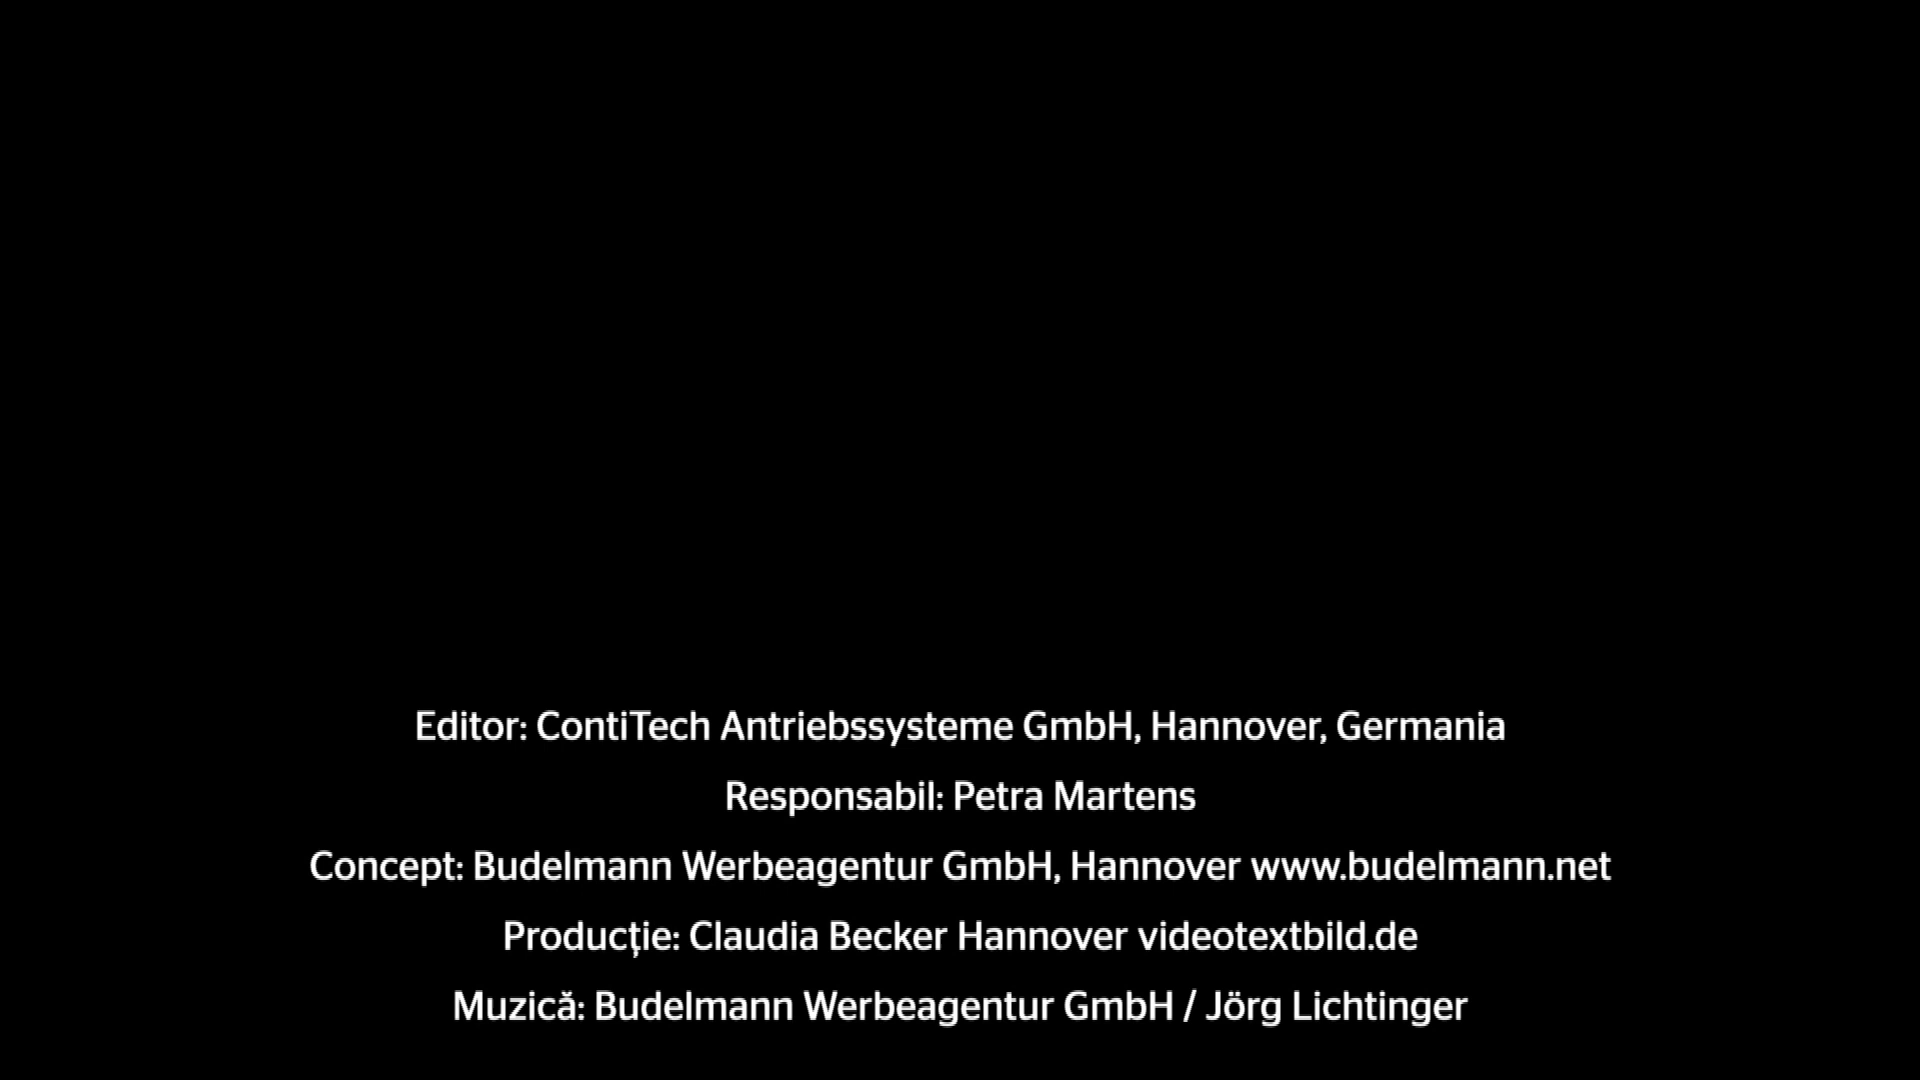 Editor: ContiTech Antriebssysteme GmbH, Hannover, Germania
Responsabil: Petra Martens
Concept: Budelmann Werbeagentur GmbH, Hannover www.budelmann.net
Producție: Claudia Becker Hannover videotextbild.de
Muzică: Budelmann Werbeagentur GmbH / Jörg Lichtinger